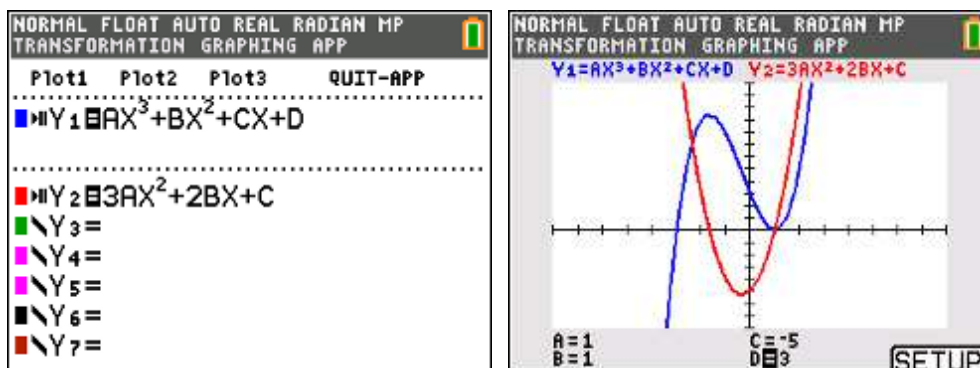 NORMAL FLOAT AUTO REAL RADIAN MP
TRANSFORMATION GRAPHING APP
Plot1 Plot2 Plot3 QUIT-APP
Y₁=AX³+BX²+CX+D
Y₂=3AX²+2BX+C
Y₃=
Y₄=
Y₅=
Y₆=
Y₇=
NORMAL FLOAT AUTO REAL RADIAN MP
TRANSFORMATION GRAPHING APP
Y₁=AX³+BX²+CX+D Y₂=3AX²+2BX+C
A=1 C=-5
B=1 D=3
SETUP